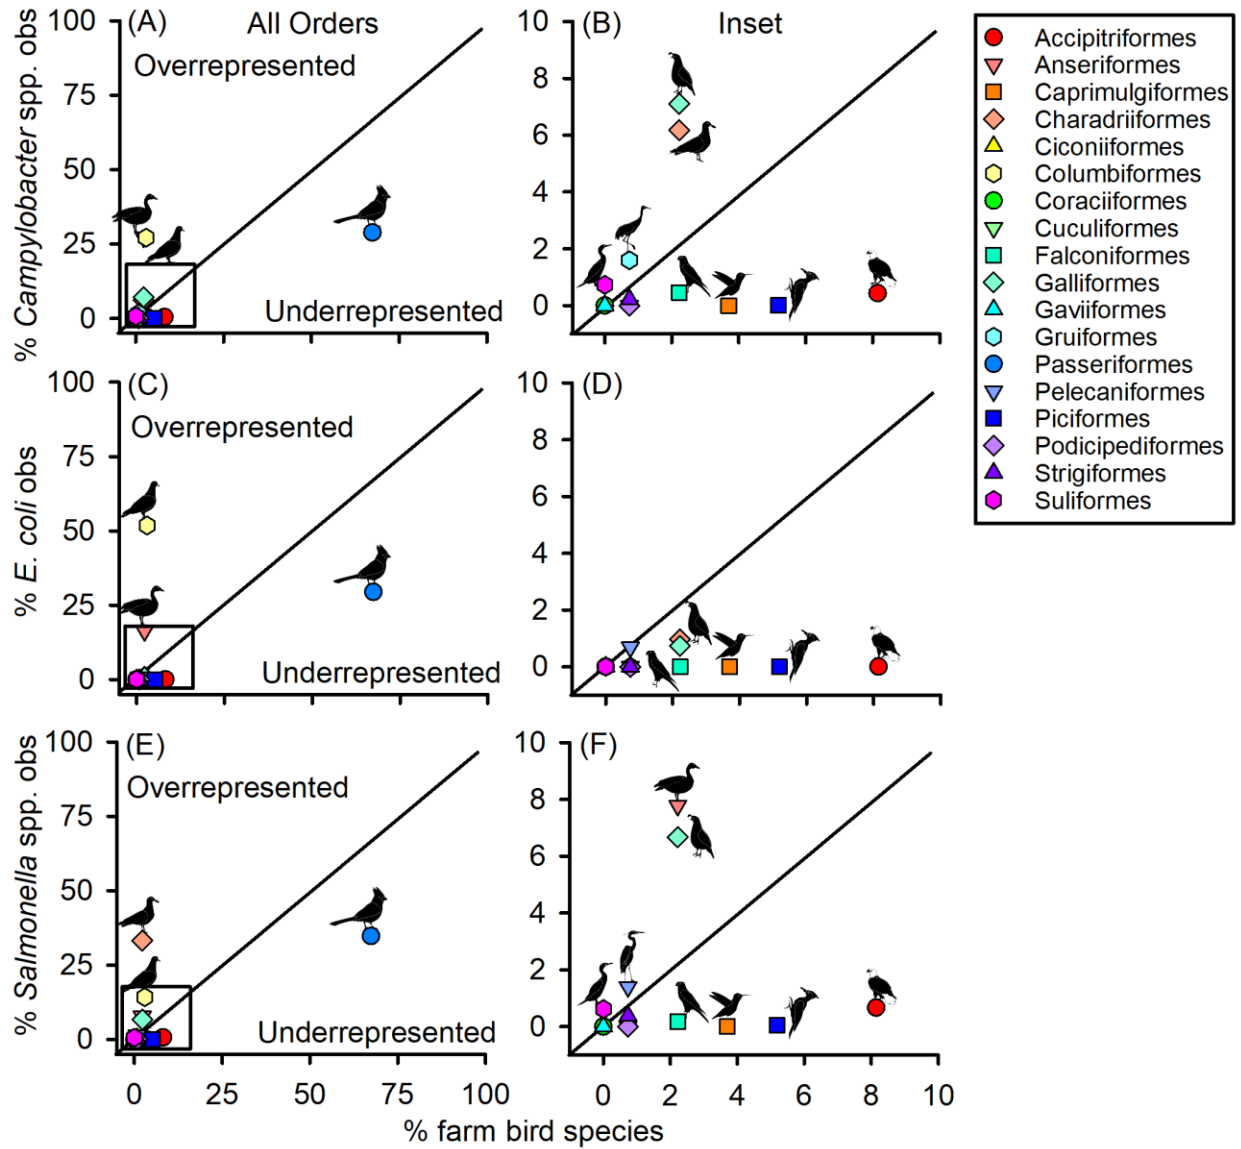 (A) All Orders
Overrepresented
Underrepresented
100
75
50
25
0
% Campylobacter spp. obs
(B) Inset
10
8
6
4
2
0
Accipitriformes
Anseriformes
Caprimulgiformes
Charadriiformes
Ciconiiformes
Columbiformes
Coraciiformes
Cuculiformes
Falconiformes
Galliformes
Gaviiformes
Gruiformes
Passeriformes
Pelecaniformes
Piciformes
Podicipediformes
Strigiformes
Suliformes
(C)
Overrepresented
Underrepresented
100
75
50
25
0
% E. coli obs
(D)
10
8
6
4
2
0
(E)
Overrepresented
Underrepresented
100
75
50
25
0
% Salmonella spp. obs
0 25 50 75 100
(F)
10
8
6
4
2
0
0 2 4 6 8 10
% farm bird species